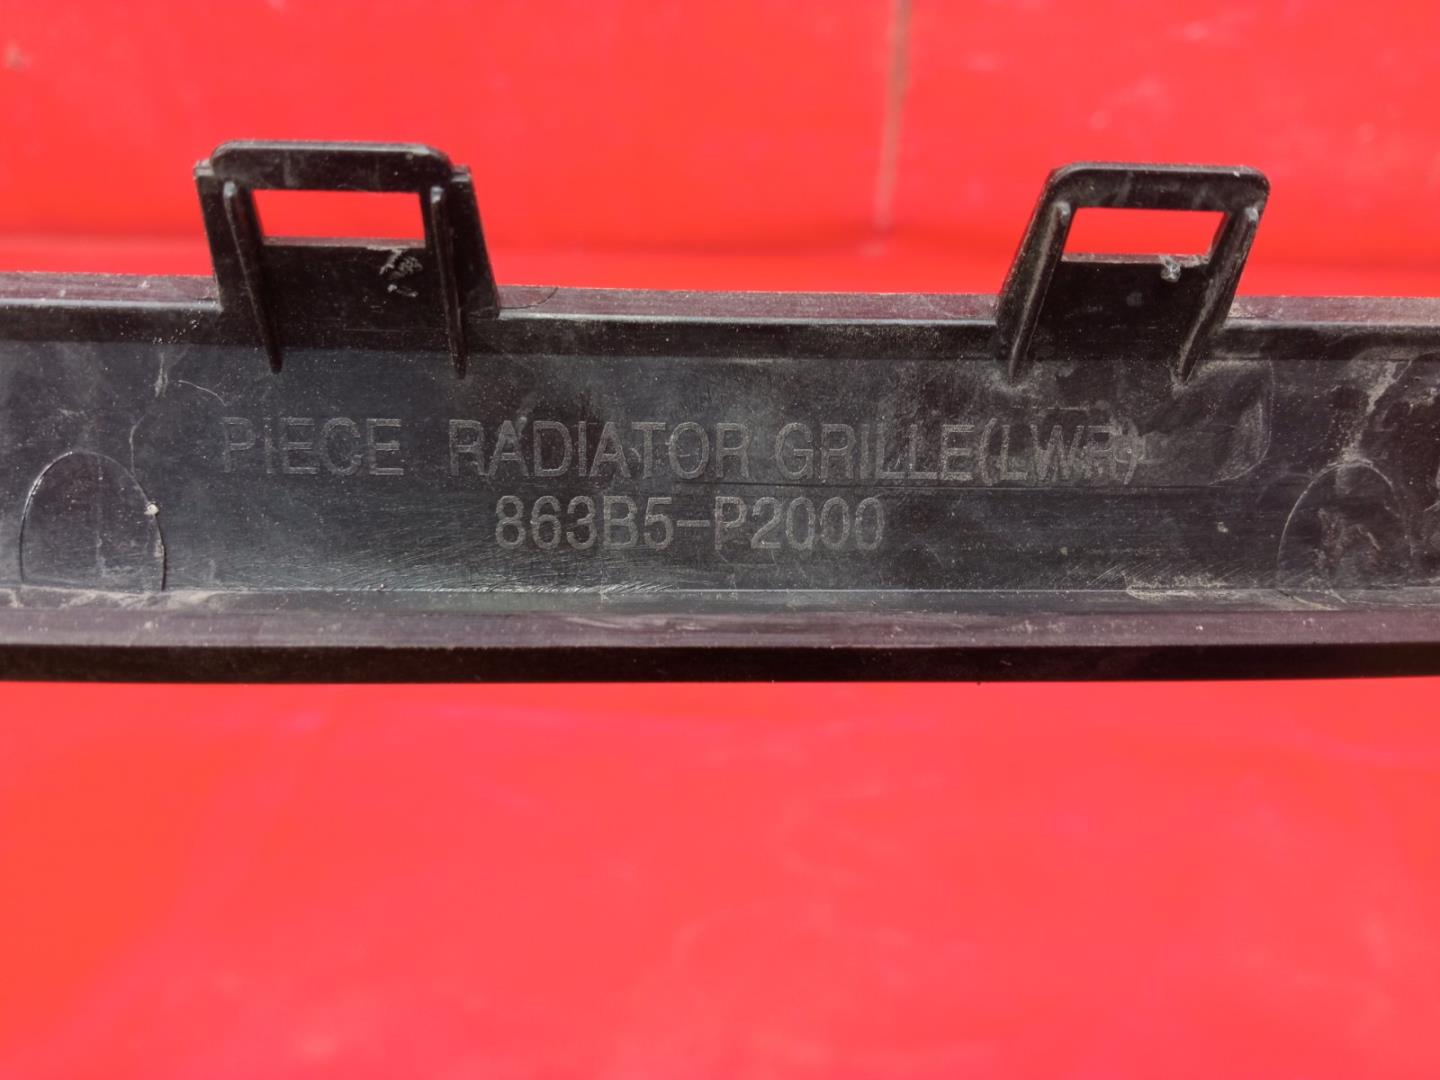 PIECE RADIATOR GRILLE(LWR)
863B5-P2000